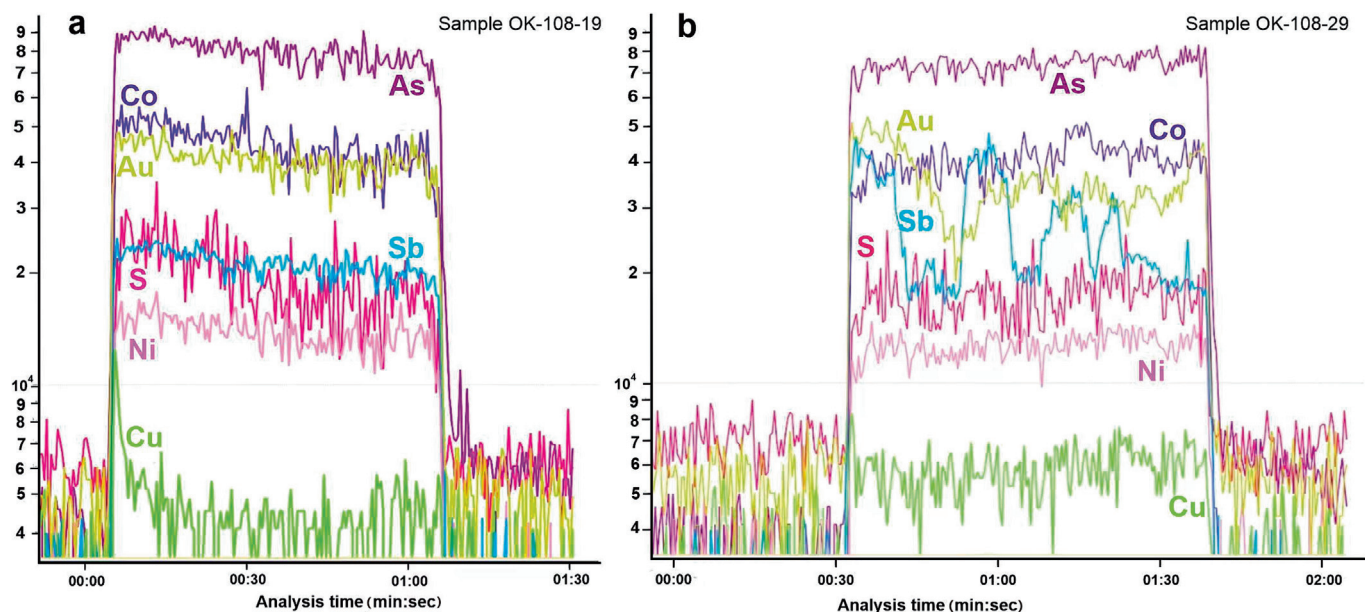 a
Sample OK-108-19
9
8
7
6
5
4
3
2
10⁴
9
8
7
6
5
4
As
Co
Au
S
Sb
Ni
Cu
00:00 00:30 01:00 01:30
Analysis time (min:sec)
b
Sample OK-108-29
9
8
7
6
5
4
3
2
10⁴
9
8
7
6
5
4
As
Au
Co
Sb
S
Ni
Cu
00:00 00:30 01:00 01:30 02:00
Analysis time (min:sec)